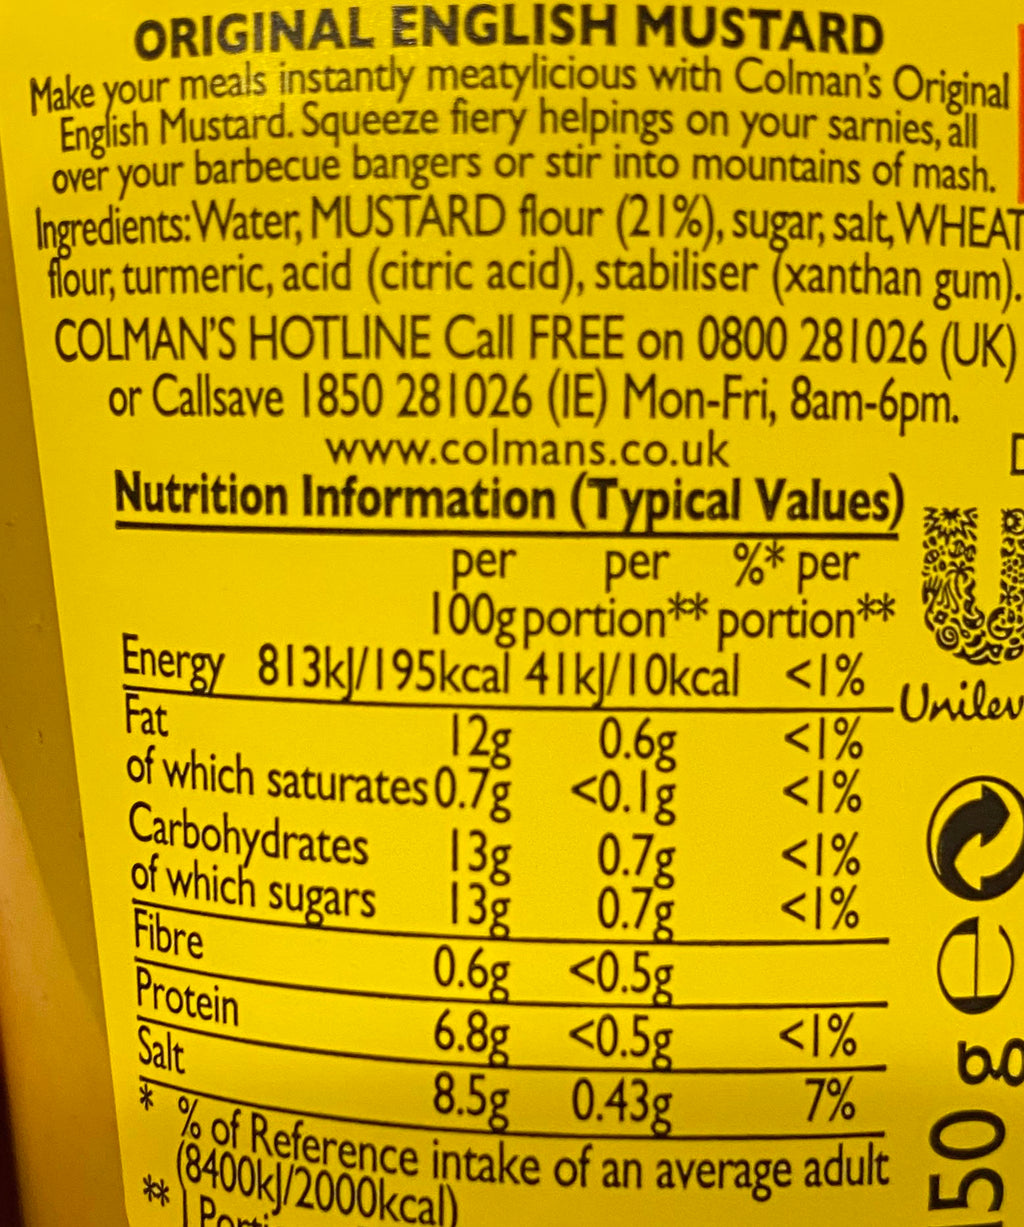 ORIGINAL ENGLISH MUSTARD
Make your meals instantly meatylicious with Colman's Original
English Mustard. Squeeze fiery helpings on your sarnies, all
over your barbecue bangers or stir into mountains of mash.
Ingredients: Water, MUSTARD flour (21%), sugar, salt, WHEAT
flour, turmeric, acid (citric acid), stabiliser (xanthan gum).
COLMAN'S HOTLINE Call FREE on 0800 281026 (UK)
or Callsave 1850 281026 (IE) Mon-Fri, 8am-6pm.
www.colmans.co.uk
Nutrition Information (Typical Values)
per per %* per
100g portion** portion**
Energy 813kJ/195kcal 41kJ/10kcal <1%
Fat 12g 0.6g <1%
of which saturates 0.7g <0.1g <1%
Carbohydrates 13g 0.7g <1%
of which sugars 13g 0.7g <1%
Fibre 0.6g <0.5g
Protein 6.8g <0.5g <1%
Salt 8.5g 0.43g 7%
* % of Reference intake of an average adult
(8400kJ/2000kcal)
** 1
Unilev
50 g e